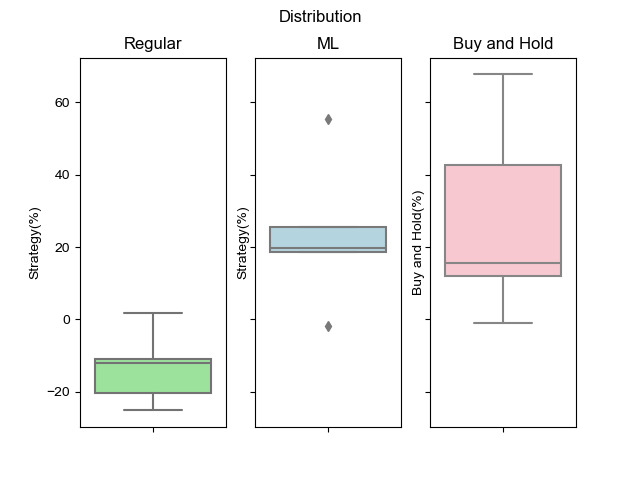 Distribution
Regular
ML
Buy and Hold
Strategy(%)
60
40
20
0
−20
Strategy(%)
Buy and Hold(%)